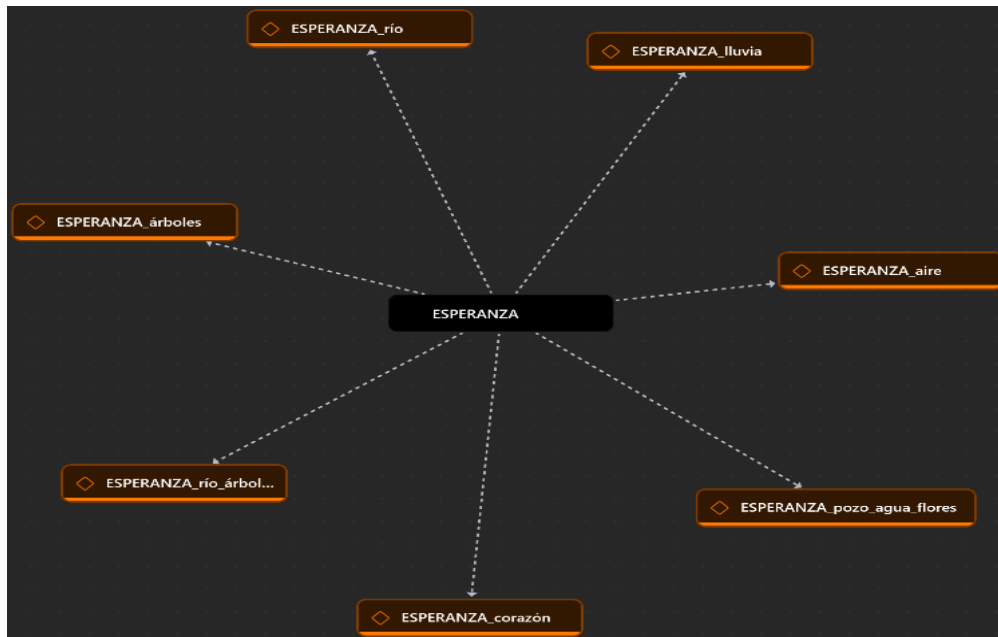 ESPERANZA_río
ESPERANZA_lluvia
ESPERANZA_árboles
ESPERANZA_aire
ESPERANZA
ESPERANZA_río_árbol...
ESPERANZA_pozo_agua_flores
ESPERANZA_corazón